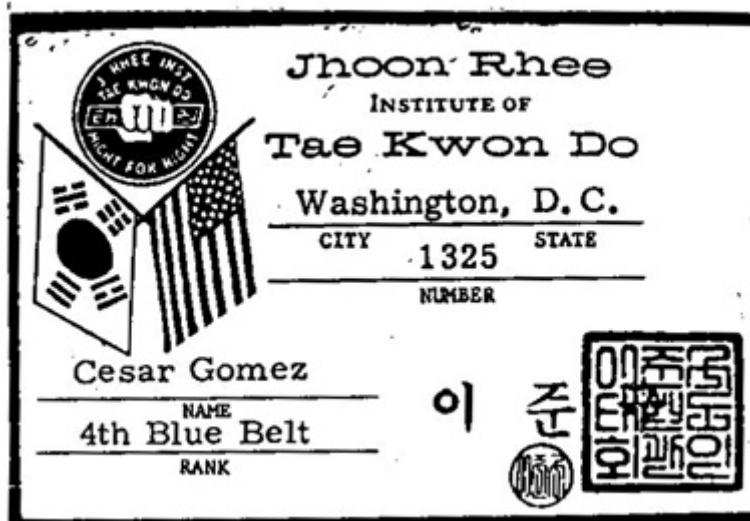 J RHEE INST
TAE KWON DO
MIGHT FOR RIGHT
Jhoon Rhee
INSTITUTE OF
Tae Kwon Do
Washington, D.C.
CITY STATE
1325
NUMBER
Cesar Gomez
NAME
4th Blue Belt
RANK
이 준